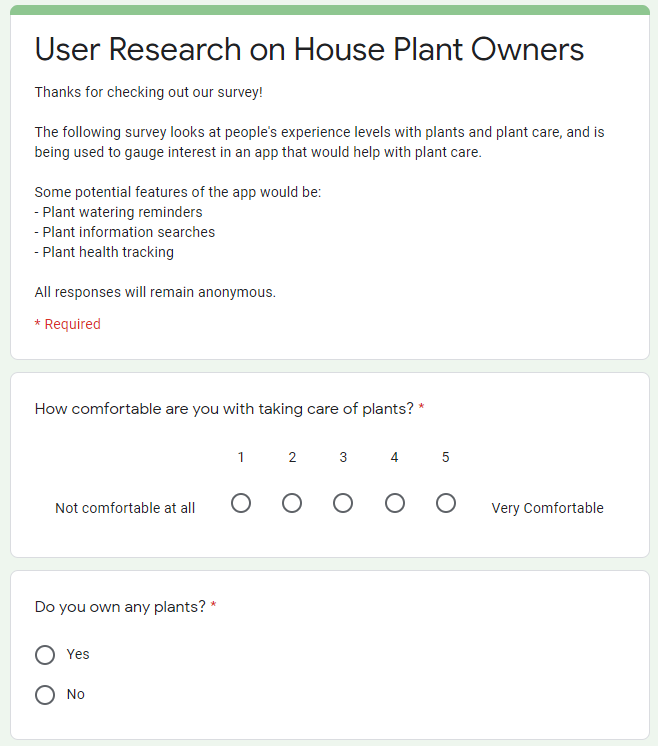 User Research on House Plant Owners
Thanks for checking out our survey!
The following survey looks at people's experience levels with plants and plant care, and is
being used to gauge interest in an app that would help with plant care.
Some potential features of the app would be:
- Plant watering reminders
- Plant information searches
- Plant health tracking
All responses will remain anonymous.
* Required
How comfortable are you with taking care of plants? *
1 2 3 4 5
Not comfortable at all Very Comfortable
Do you own any plants? *
Yes
No